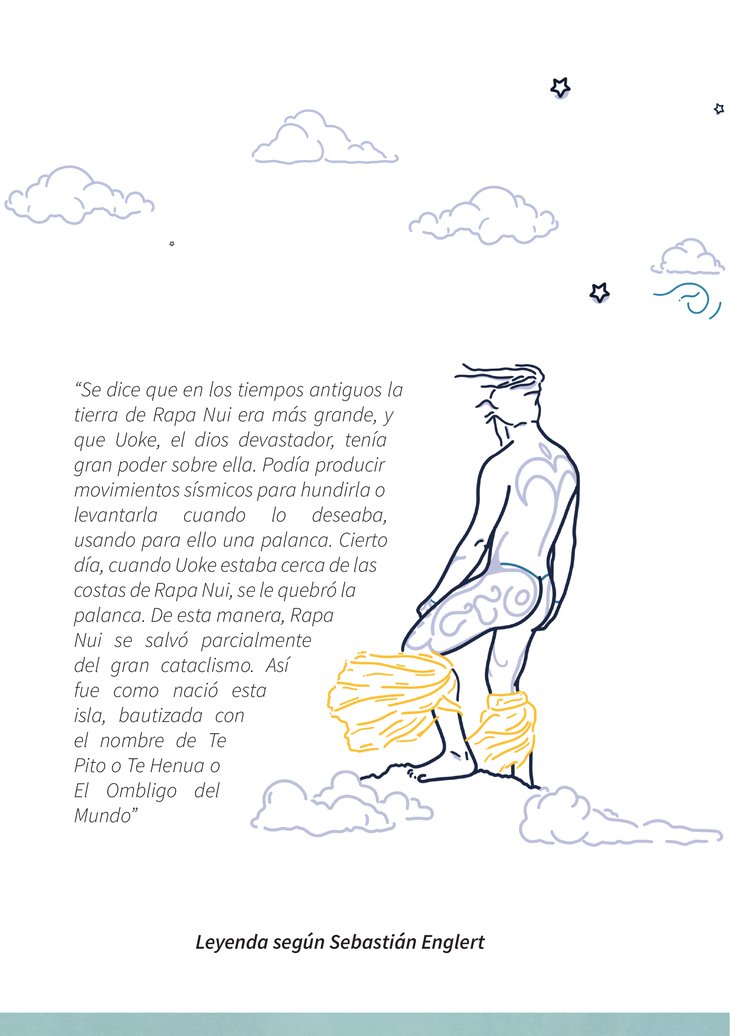 “Se dice que en los tiempos antiguos la
tierra de Rapa Nui era más grande, y
que Uoke, el dios devastador, tenía
gran poder sobre ella. Podía producir
movimientos sísmicos para hundirla o
levantarla cuando lo deseaba,
usando para ello una palanca. Cierto
día, cuando Uoke estaba cerca de las
costas de Rapa Nui, se le quebró la
palanca. De esta manera, Rapa
Nui se salvó parcialmente
del gran cataclismo. Así
fue como nació esta
isla, bautizada con
el nombre de Te
Pito o Te Henua o
El Ombligo del
Mundo”
Leyenda según Sebastián Englert